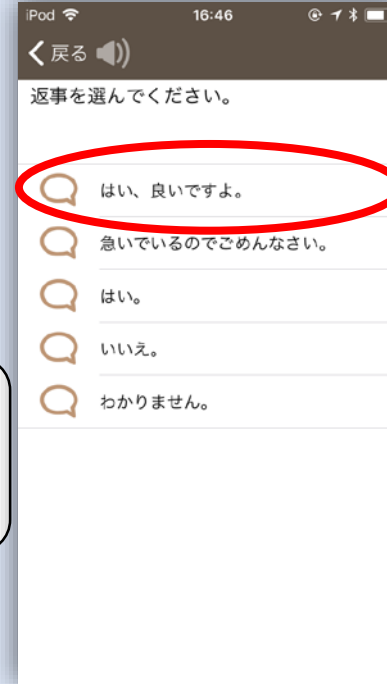 iPod 16:46
戻る
返事を選んでください。
はい、良いですよ。
急いでいるのでごめんなさい。
はい。
いいえ。
わかりません。